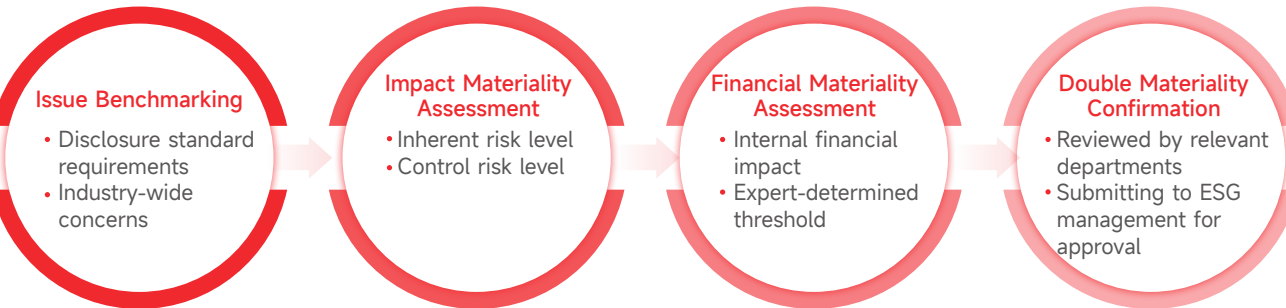 Issue Benchmarking
• Disclosure standard
requirements
• Industry-wide
concerns
Impact Materiality
Assessment
• Inherent risk level
• Control risk level
Financial Materiality
Assessment
• Internal financial
impact
• Expert-determined
threshold
Double Materiality
Confirmation
• Reviewed by relevant
departments
• Submitting to ESG
management for
approval